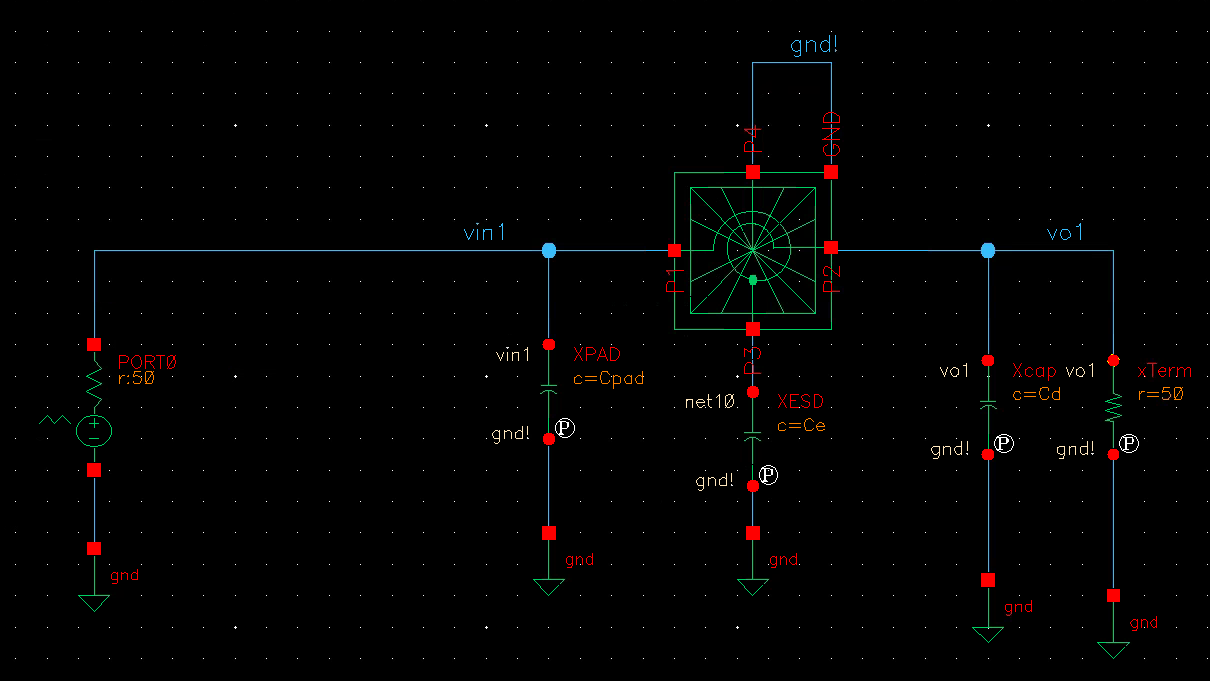 gnd!
P4
GND
vin1
vo1
P1
P2
P3
PORT0
r:50
vin1
XPAD
c=Cpad
gnd!
P
net10
XESD
c=Ce
gnd!
P
vo1
Xcap
c=Cd
gnd!
P
vo1
xTerm
r=50
gnd!
P
gnd
gnd
gnd
gnd
gnd